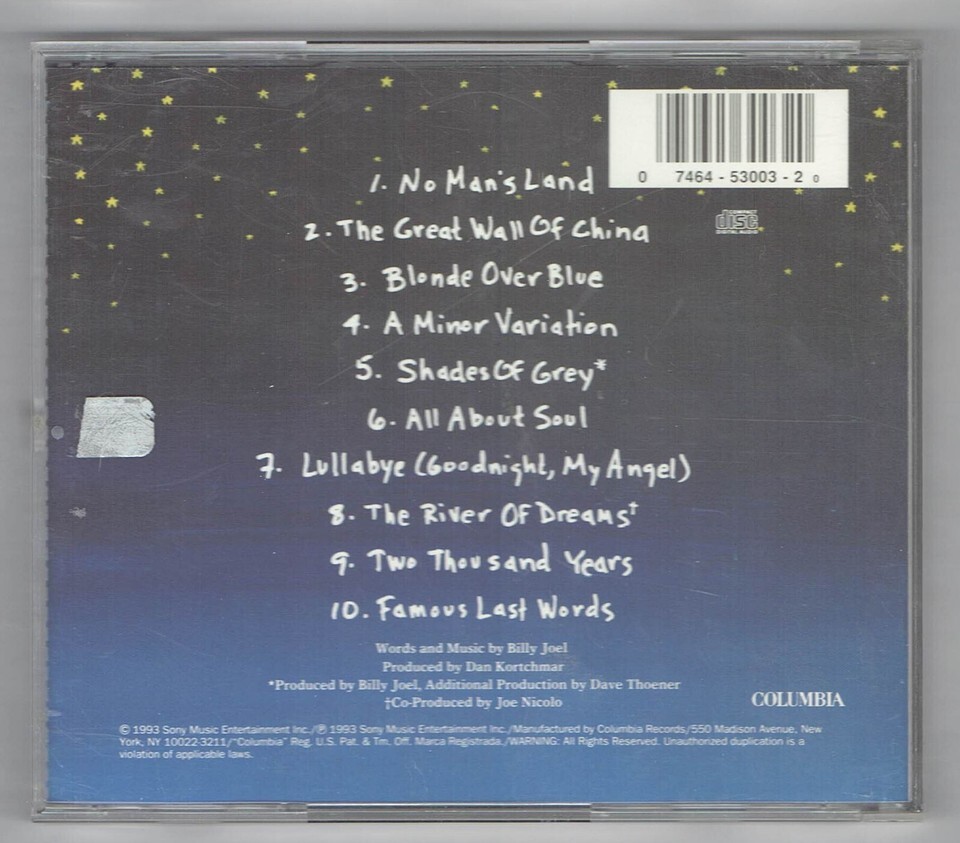 0 7464 - 53003 - 2 0
1. No Man's Land
COMPACT
disc
DIGITAL AUDIO
2. The Great Wall Of China
3. Blonde Over Blue
4. A Minor Variation
5. Shades Of Grey*
6. All About Soul
7. Lullabye (Goodnight, My Angel)
8. The River Of Dreams†
9. Two Thousand Years
10. Famous Last Words
Words and Music by Billy Joel
Produced by Dan Kortchmar
*Produced by Billy Joel, Additional Production by Dave Thoener
†Co-Produced by Joe Nicolo
COLUMBIA
© 1993 Sony Music Entertainment Inc./℗ 1993 Sony Music Entertainment Inc./Manufactured by Columbia Records/550 Madison Avenue, New
York, NY 10022-3211/"Columbia" Reg. U.S. Pat. & Tm. Off. Marca Registrada./WARNING: All Rights Reserved. Unauthorized duplication is a
violation of applicable laws.